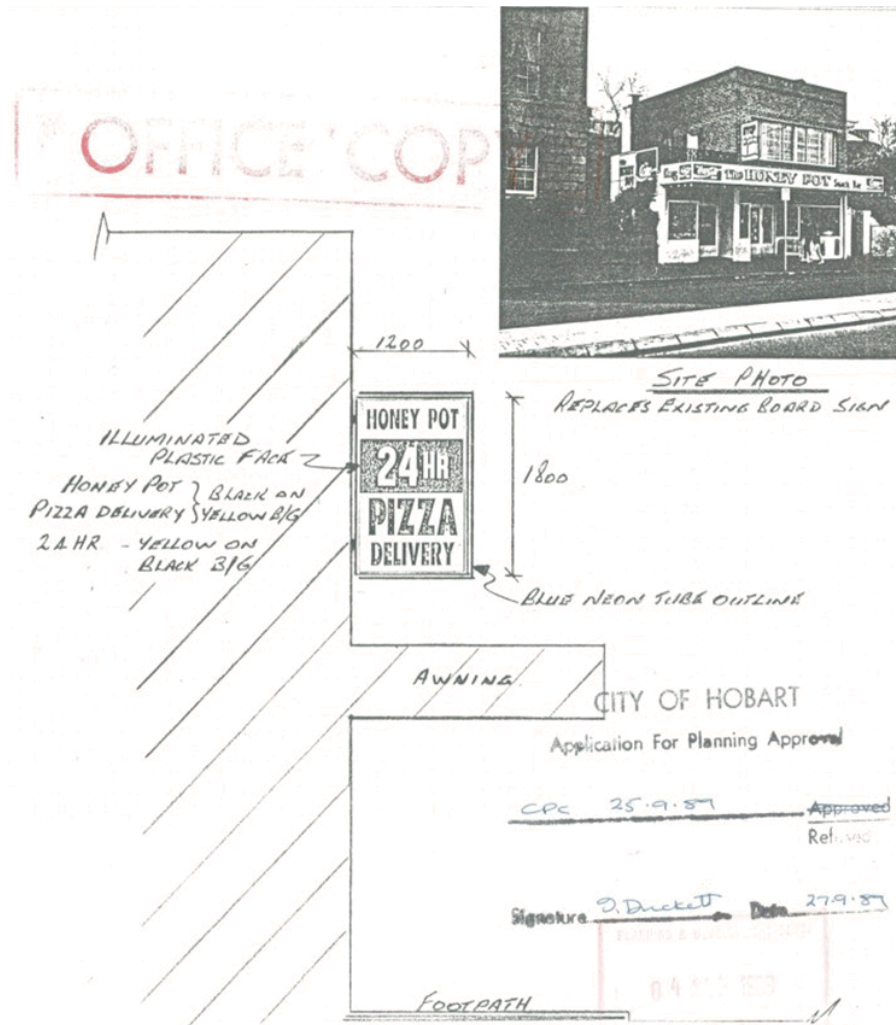 OFFICE COPY
The HONEY POT Snack Bar
1200
SITE PHOTO
REPLACES EXISTING BOARD SIGN
HONEY POT
24 HR
PIZZA
DELIVERY
ILLUMINATED
PLASTIC FACE
HONEY POT } BLACK ON
PIZZA DELIVERY } YELLOW B/G
24 HR - YELLOW ON
BLACK B/G
1800
BLUE NEON TUBE OUTLINE
AWNING
CITY OF HOBART
Application For Planning Approval
CPC 25.9.89 Approved
Refused
Signature D. Duckett Date 27.9.89
FOOTPATH